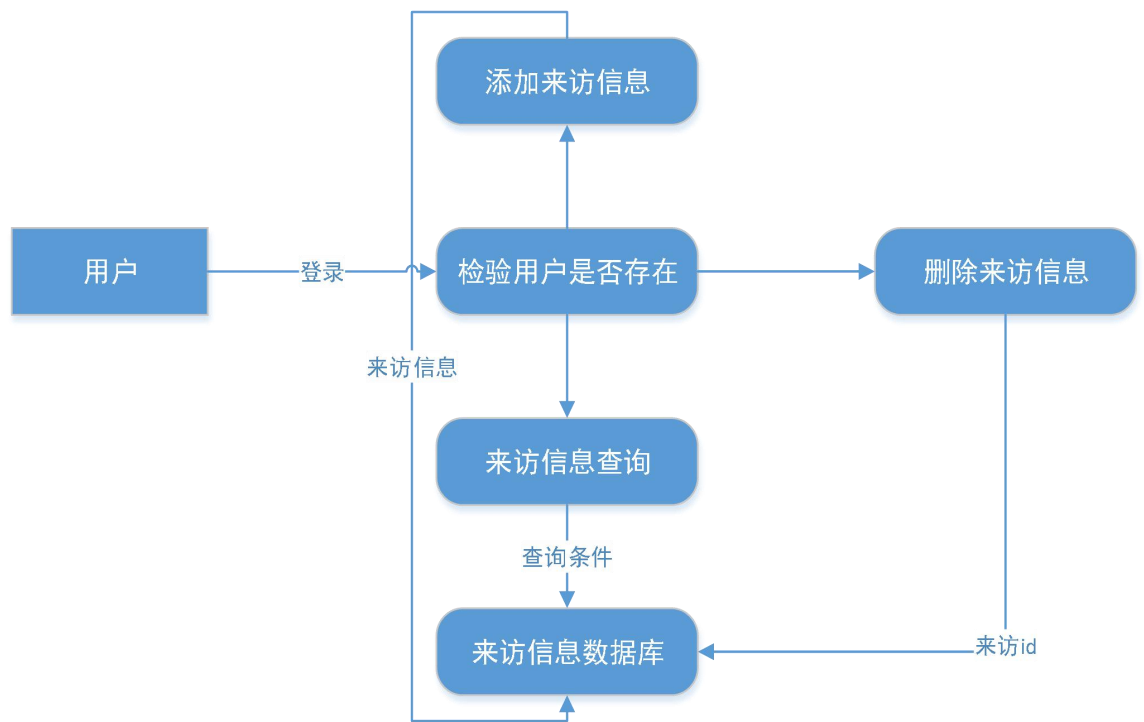 添加来访信息
用户
登录
检验用户是否存在
删除来访信息
来访信息
来访信息查询
查询条件
来访信息数据库
来访id